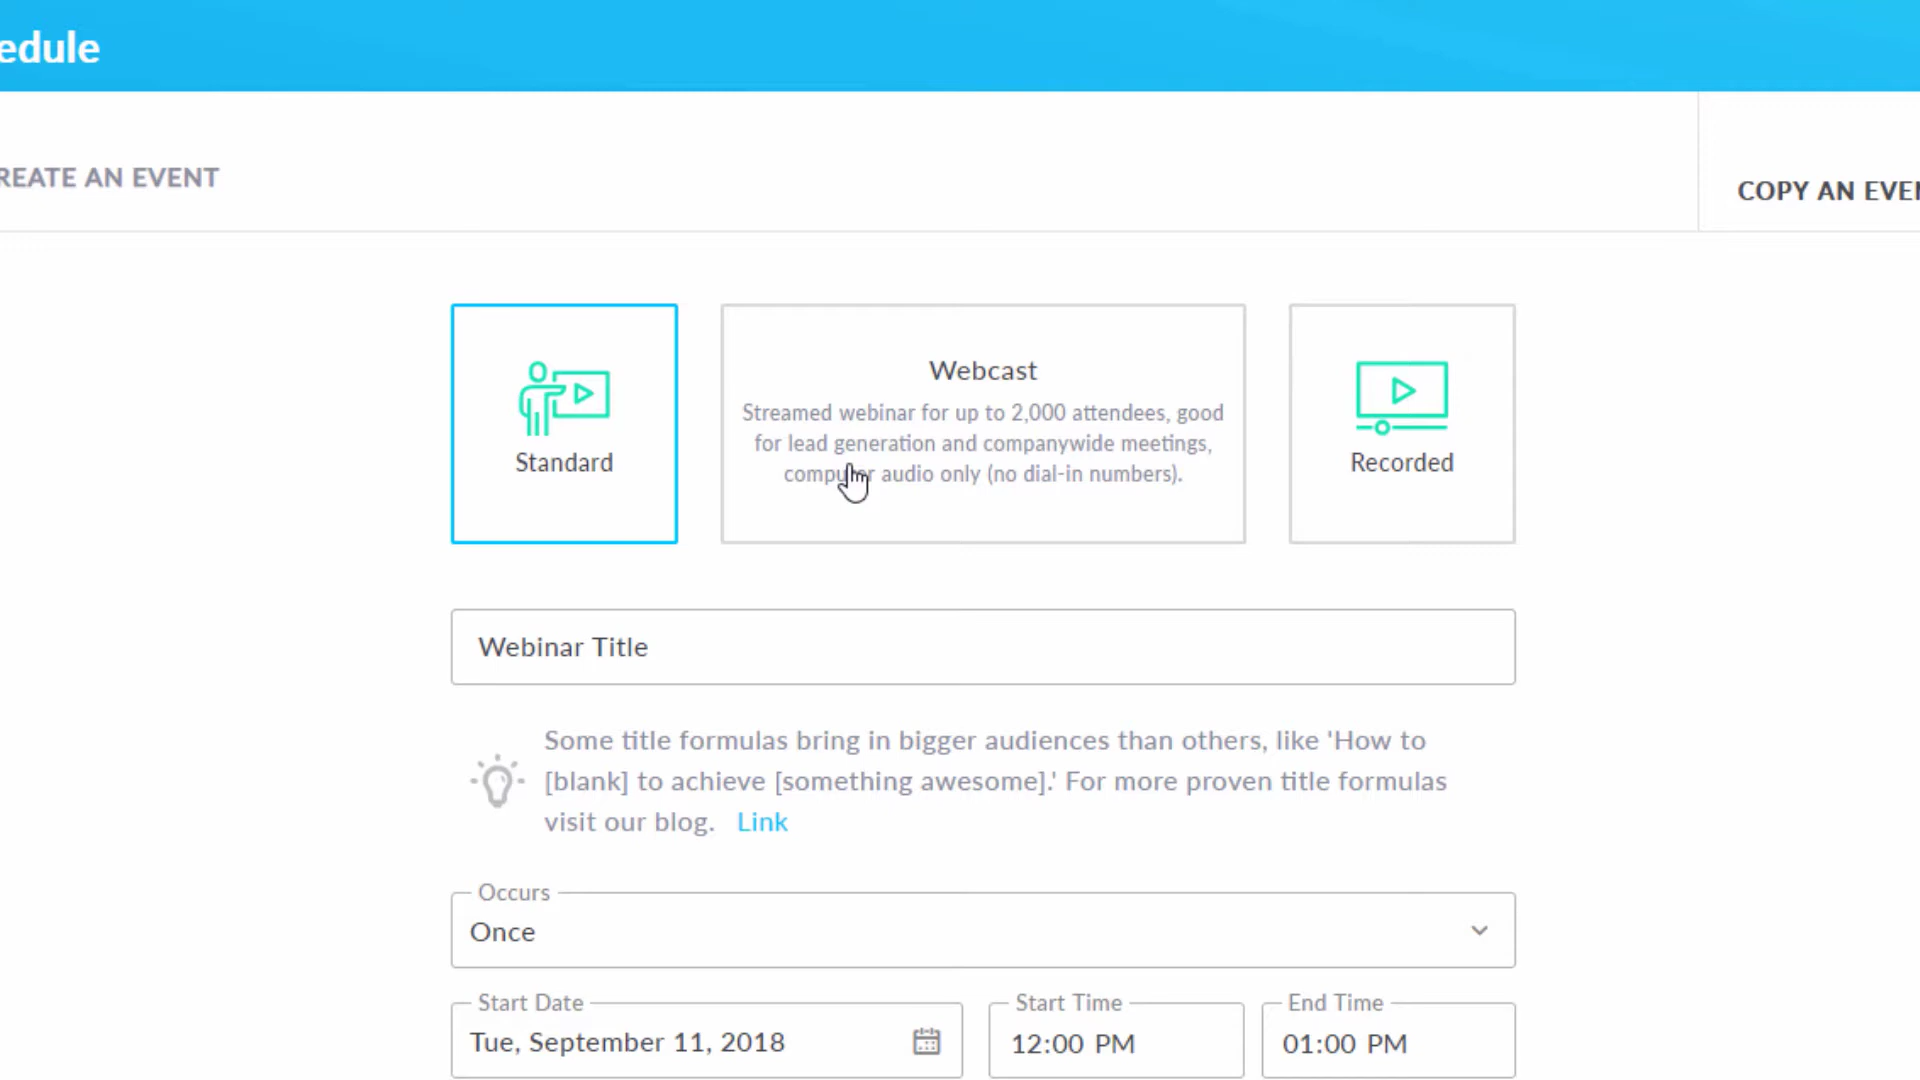 edule
REATE AN EVENT
COPY AN EVEN
Standard
Webcast
Streamed webinar for up to 2,000 attendees, good
for lead generation and companywide meetings,
computer audio only (no dial-in numbers).
Recorded
Webinar Title
Some title formulas bring in bigger audiences than others, like 'How to
[blank] to achieve [something awesome].' For more proven title formulas
visit our blog. Link
Occurs
Once
Start Date
Tue, September 11, 2018
Start Time
12:00 PM
End Time
01:00 PM